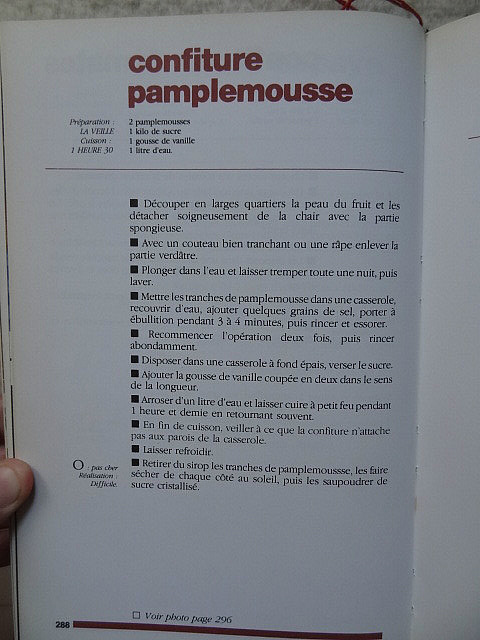 confiture
pamplemousse
Préparation :
LA VEILLE
Cuisson :
1 HEURE 30
2 pamplemousses
1 kilo de sucre
1 gousse de vanille
1 litre d'eau.
■ Découper en larges quartiers la peau du fruit et les
détacher soigneusement de la chair avec la partie
spongieuse.
■ Avec un couteau bien tranchant ou une râpe enlever la
partie verdâtre.
■ Plonger dans l'eau et laisser tremper toute une nuit, puis
laver.
■ Mettre les tranches de pamplemousse dans une casserole,
recouvrir d'eau, ajouter quelques grains de sel, porter à
ébullition pendant 3 à 4 minutes, puis rincer et essorer.
■ Recommencer l'opération deux fois, puis rincer
abondamment.
■ Disposer dans une casserole à fond épais, verser le sucre.
■ Ajouter la gousse de vanille coupée en deux dans le sens
de la longueur.
■ Arroser d'un litre d'eau et laisser cuire à petit feu pendant
1 heure et demie en retournant souvent.
■ En fin de cuisson, veiller à ce que la confiture n'attache
pas aux parois de la casserole.
■ Laisser refroidir.
■ Retirer du sirop les tranches de pamplemoussse, les faire
sécher de chaque côté au soleil, puis les saupoudrer de
sucre cristallisé.
O : pas cher
Réalisation :
Difficile.
□ Voir photo page 296
288